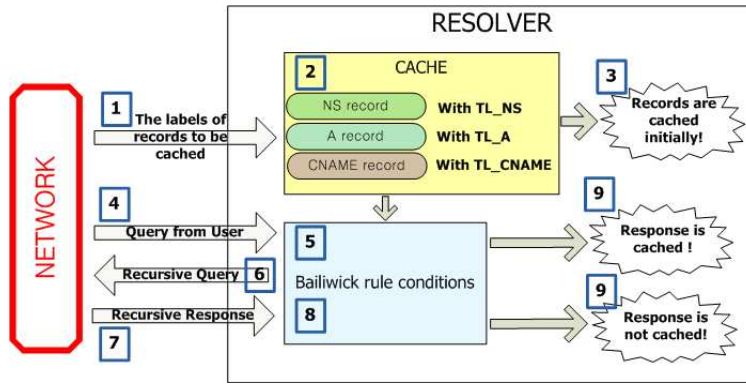 RESOLVER
2
CACHE
NS record With TL_NS
A record With TL_A
CNAME record With TL_CNAME
3
Records are
cached
initially!
1
The labels of
records to be
cached
NETWORK
4
Query from User
Recursive Query
6
Recursive Response
7
5
Bailiwick rule conditions
8
9
Response is
cached !
9
Response is
not cached!